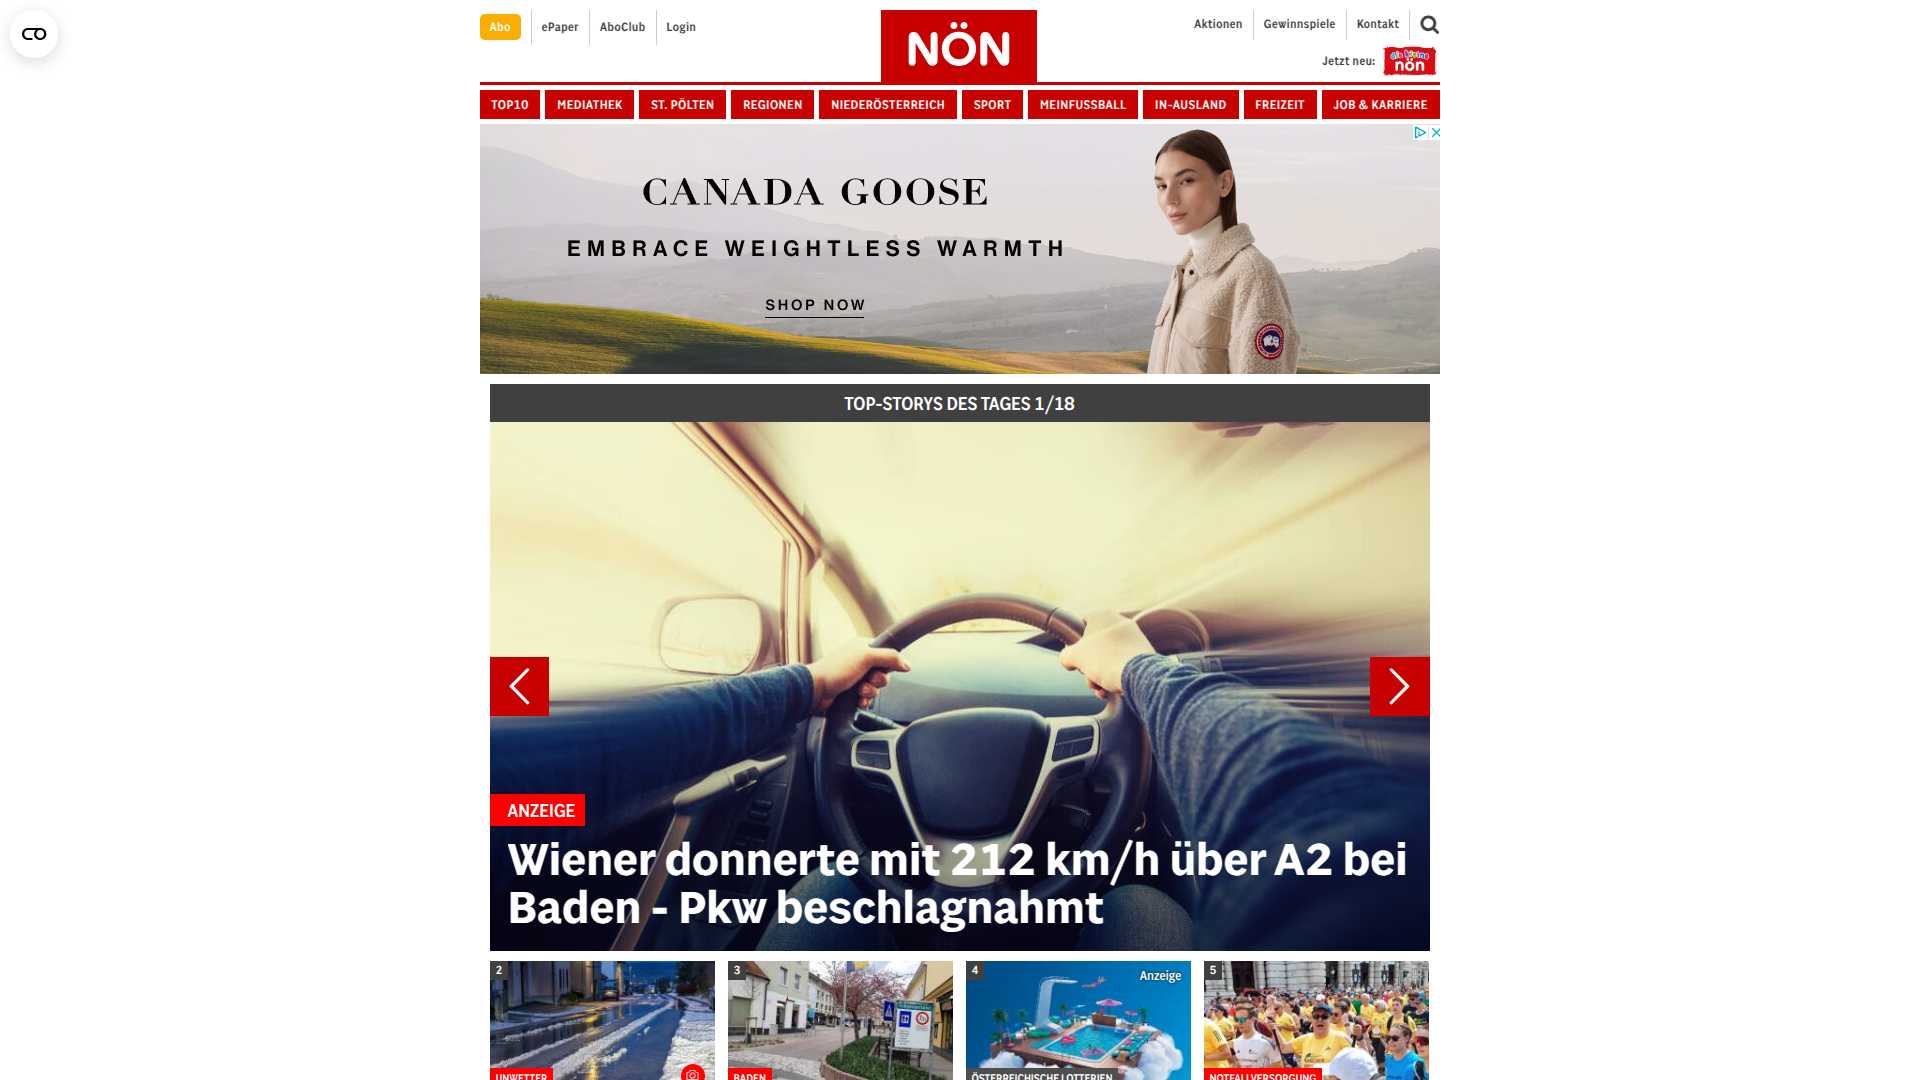 Abo
ePaper
AboClub
Login
NÖN
Aktionen
Gewinnspiele
Kontakt
Jetzt neu:
die kleine
nön
TOP10
MEDIATHEK
ST. PÖLTEN
REGIONEN
NIEDERÖSTERREICH
SPORT
MEINFUSSBALL
IN-AUSLAND
FREIZEIT
JOB & KARRIERE
CANADA GOOSE
EMBRACE WEIGHTLESS WARMTH
SHOP NOW
TOP-STORYS DES TAGES 1/18
ANZEIGE
Wiener donnerte mit 212 km/h über A2 bei
Baden - Pkw beschlagnahmt
2
UNWETTER
3
BADEN
4
Anzeige
ÖSTERREICHISCHE LOTTERIEN
5
NOTFALLVERSORGUNG